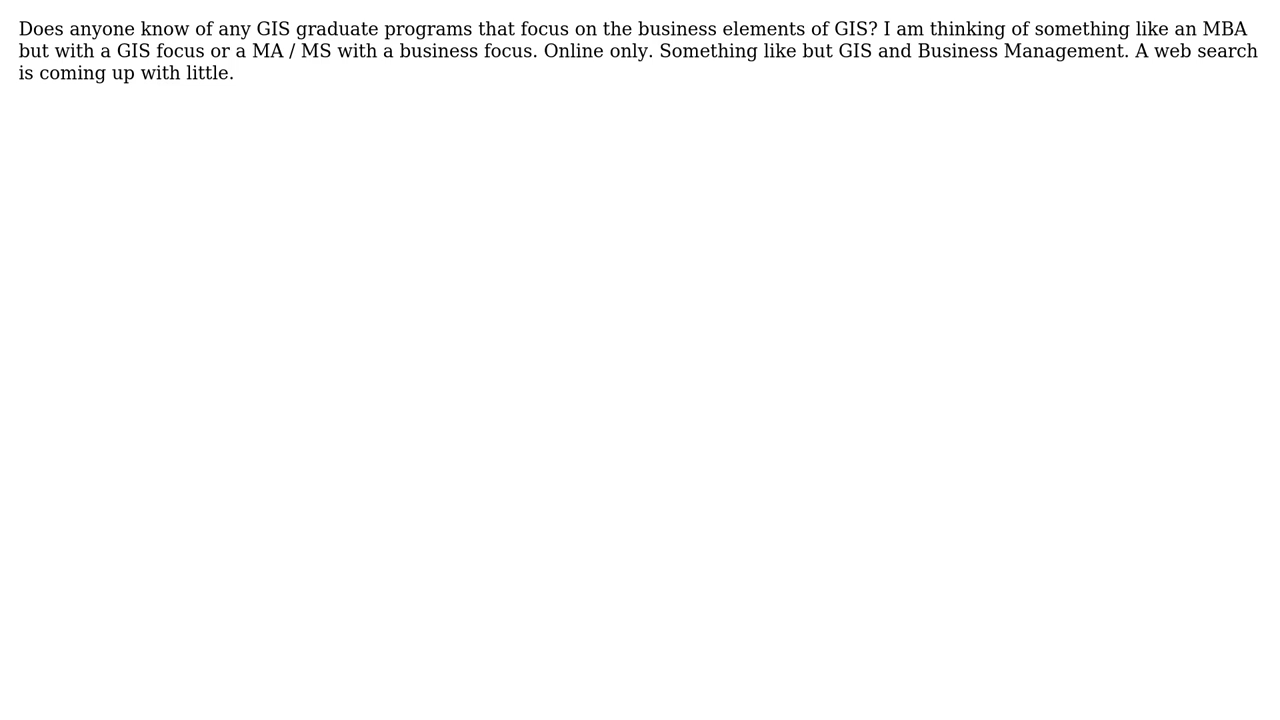 Does anyone know of any GIS graduate programs that focus on the business elements of GIS? I am thinking of something like an MBA
but with a GIS focus or a MA / MS with a business focus. Online only. Something like but GIS and Business Management. A web search
is coming up with little.